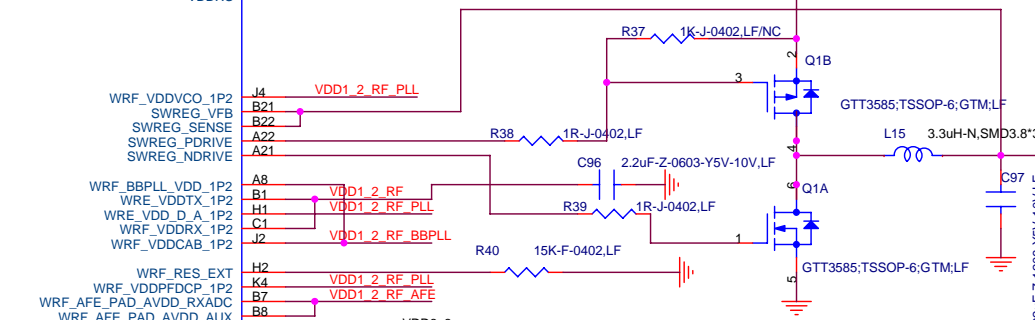 R37
1K-J-0402,LF/NC
2
Q1B
3
WRF_VDDVCO_1P2
J4
VDD1_2_RF_PLL
SWREG_VFB
B21
SWREG_SENSE
B22
SWREG_PDRIVE
A22
R38
1R-J-0402,LF
SWREG_NDRIVE
A21
GTT3585;TSSOP-6;GTM;LF
L15
3.3uH-N,SMD3.8*3
4
C96
2.2uF-Z-0603-Y5V-10V,LF
C97
WRF_BBPLL_VDD_1P2
A8
WRE_VDDTX_1P2
B1
VDD1_2_RF
6
Q1A
WRE_VDD_D_A_1P2
H1
VDD1_2_RF_PLL
R39
1R-J-0402,LF
WRF_VDDRX_1P2
C1
WRF_VDDCAB_1P2
J2
VDD1_2_RF_BBPLL
1
R40
15K-F-0402,LF
GTT3585;TSSOP-6;GTM;LF
WRF_RES_EXT
H2
5
WRF_VDDPFDCP_1P2
K4
VDD1_2_RF_PLL
WRF_AFE_PAD_AVDD_RXADC
B7
VDD1_2_RF_AFE
WRF_AFE_PAD_AVDD_AUX
B8